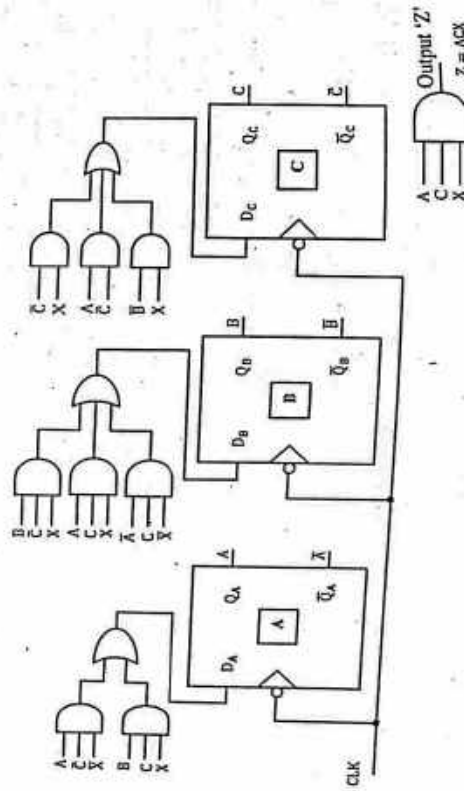 A
C̄
X̄
B
C
X
B
C̄
X
A
C
X
Ā
C
X̄
C̄
X
A
C̄
B̄
X
D_A Q_A A
A
Q̄_A Ā
D_B Q_B B
B
Q̄_B B̄
D_C Q_C C
C
Q̄_C C̄
CLK
A
C
X
Output 'Z'
Z = ACX